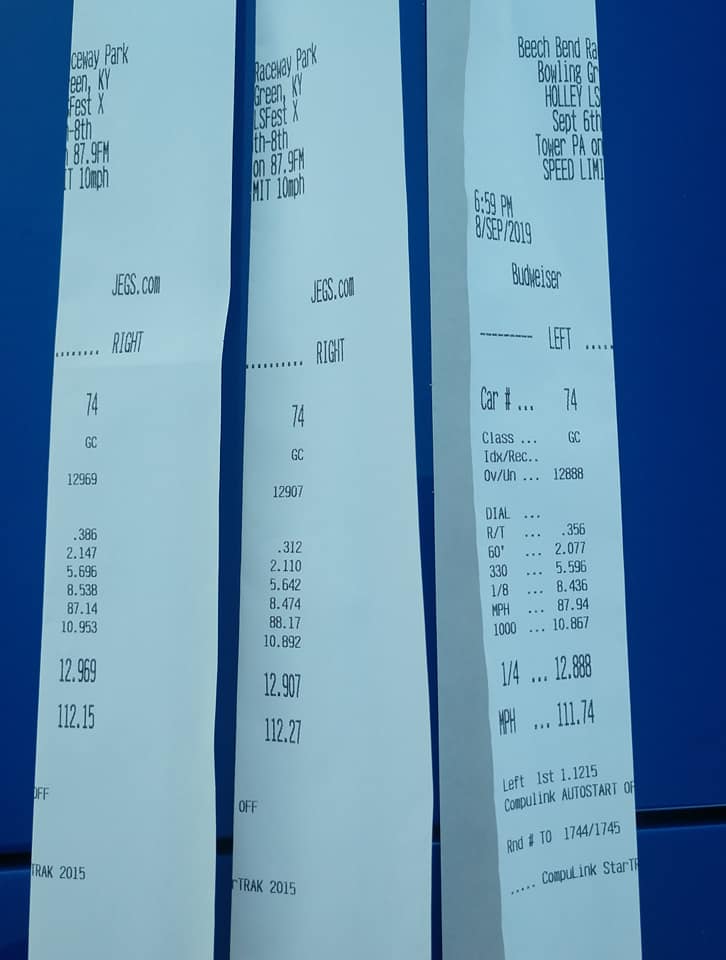 ceway Park
een, KY
Fest X
-8th
87.9FM
IT 10mph
JEGS.com
........ RIGHT
74
GC
12969
.386
2.147
5.696
8.538
87.14
10.953
12.969
112.15
OFF
TRAK 2015
Raceway Park
Green, KY
LSFest X
th-8th
on 87.9FM
MIT 10mph
JEGS.com
.......... RIGHT
74
GC
12907
.312
2.110
5.642
8.474
88.17
10.892
12.907
112.27
OFF
rTRAK 2015
Beech Bend Ra
Bowling Gr
HOLLEY LS
Sept 6th
Tower PA on
SPEED LIMI
6:59 PM
8/SEP/2019
Budweiser
---------- LEFT .....
Car # ... 74
Class ... GC
Idx/Rec..
Ov/Un ... 12888
DIAL ...
R/T ... .356
60' ... 2.077
330 ... 5.596
1/8 ... 8.436
MPH ... 87.94
1000 ... 10.867
1/4 ... 12.888
MPH ... 111.74
Left 1st 1.1215
Compulink AUTOSTART OF
Rnd # TO 1744/1745
..... CompuLink StarTR